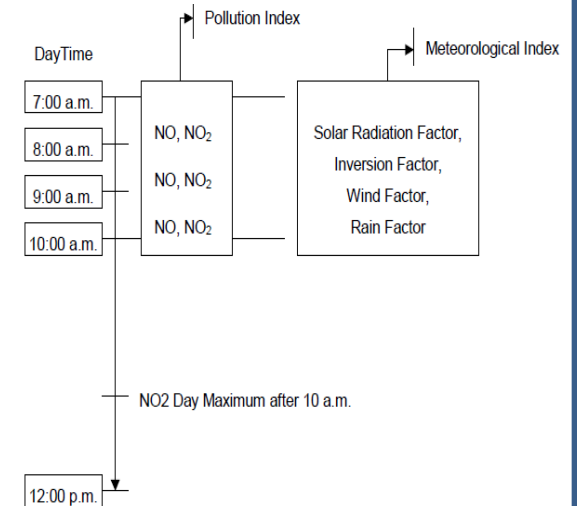 Pollution Index
Meteorological Index
DayTime
7:00 a.m.
8:00 a.m.
9:00 a.m.
10:00 a.m.
NO, NO₂
NO, NO₂
NO, NO₂
Solar Radiation Factor,
Inversion Factor,
Wind Factor,
Rain Factor
NO2 Day Maximum after 10 a.m.
12:00 p.m.